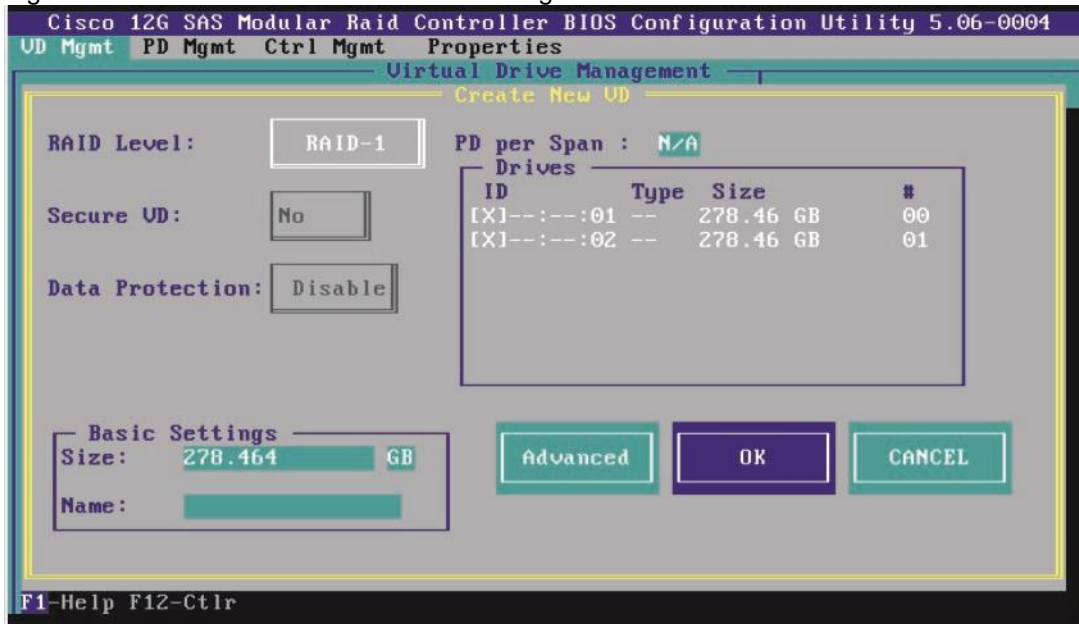 Cisco 12G SAS Modular Raid Controller BIOS Configuration Utility 5.06-0004
VD Mgmt PD Mgmt Ctrl Mgmt Properties
Virtual Drive Management
Create New VD
RAID Level: RAID-1 PD per Span : N/A
Drives
ID Type Size #
[X]--:--:01 -- 278.46 GB 00
Secure VD: No
[X]--:--:02 -- 278.46 GB 01
Data Protection: Disable
Basic Settings
Size: 278.464 GB
Advanced OK CANCEL
Name:
F1-Help F12-Ctlr